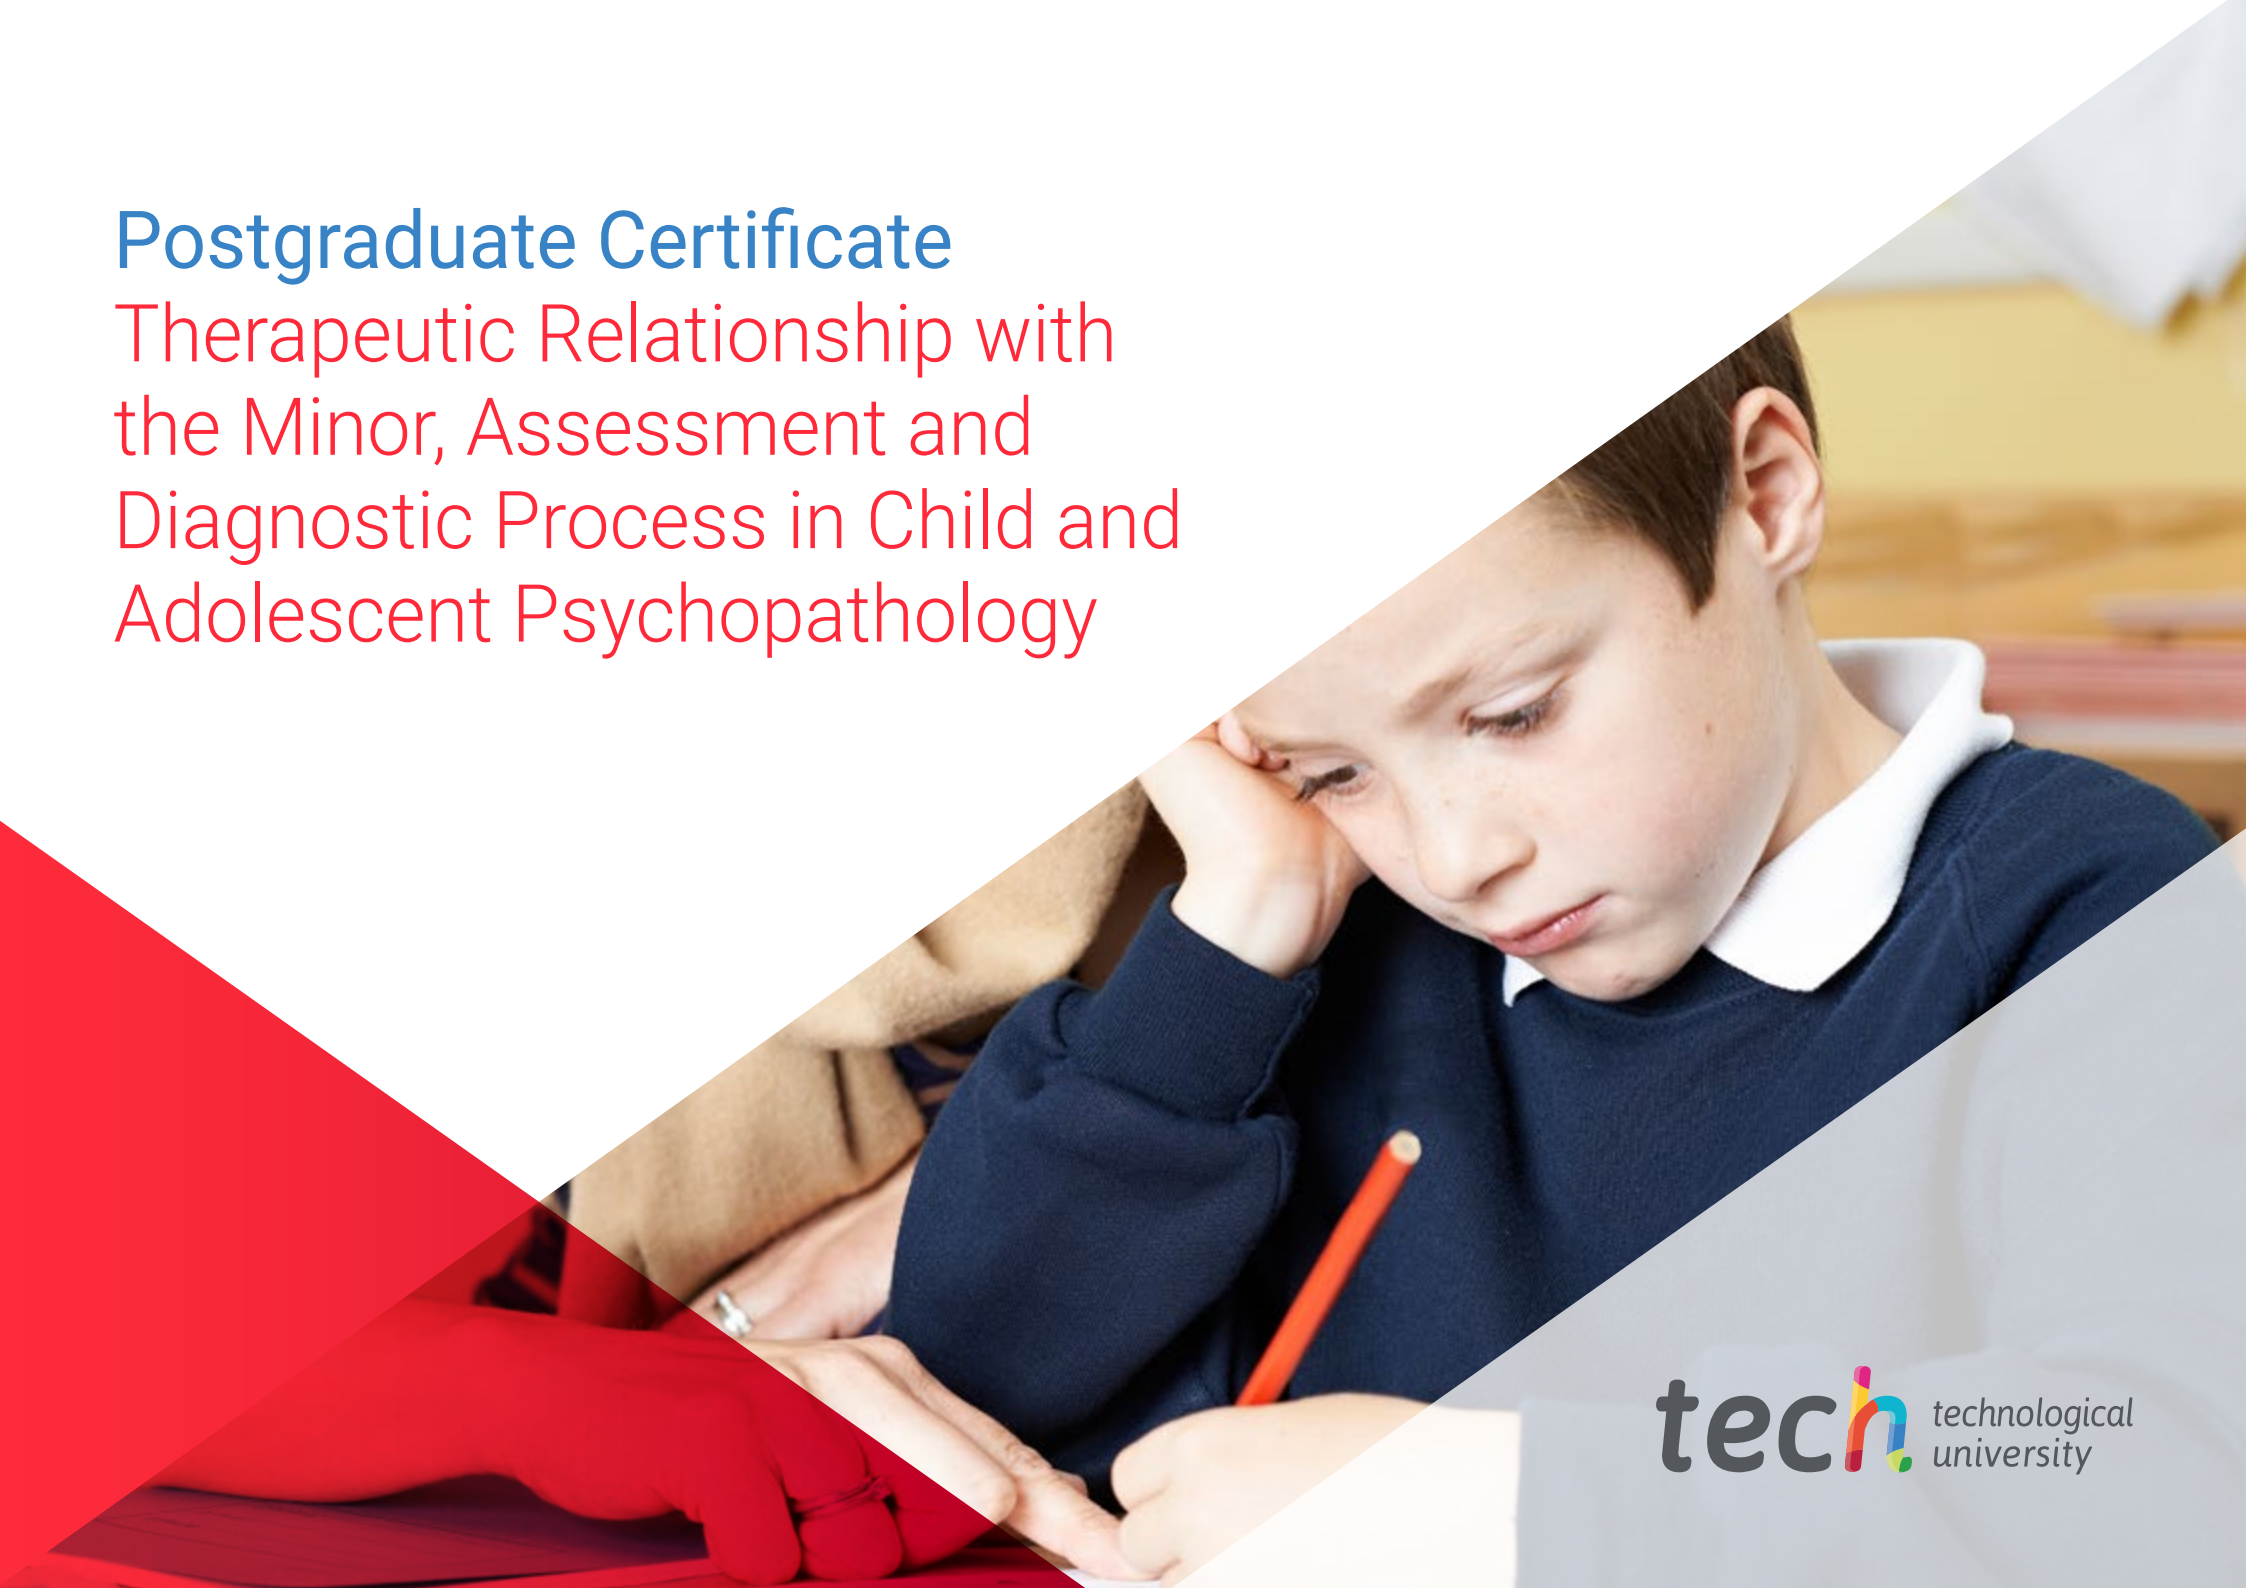 Postgraduate Certificate
Therapeutic Relationship with
the Minor, Assessment and
Diagnostic Process in Child and
Adolescent Psychopathology
tech technological
university